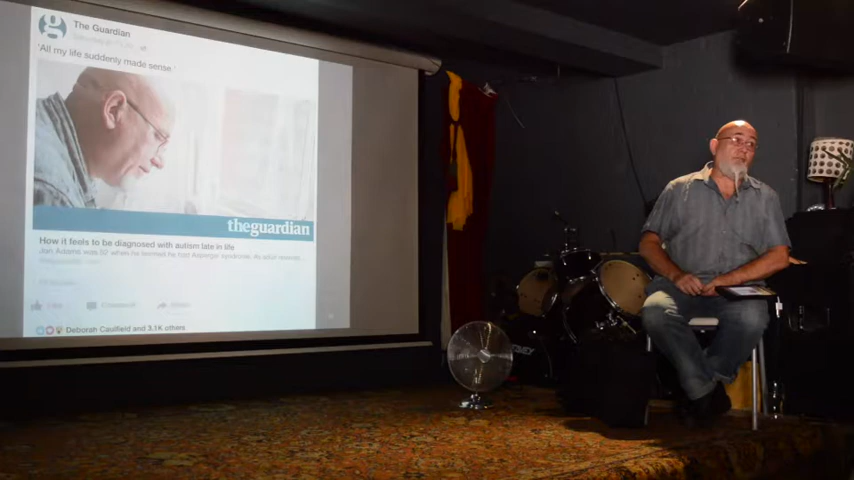 The Guardian
'All my life suddenly made sense.'
theguardian
How it feels to be diagnosed with autism late in life
Jon Adams was 52 when he learned he had Asperger syndrome.
Deborah Caulfield and 3.1K others